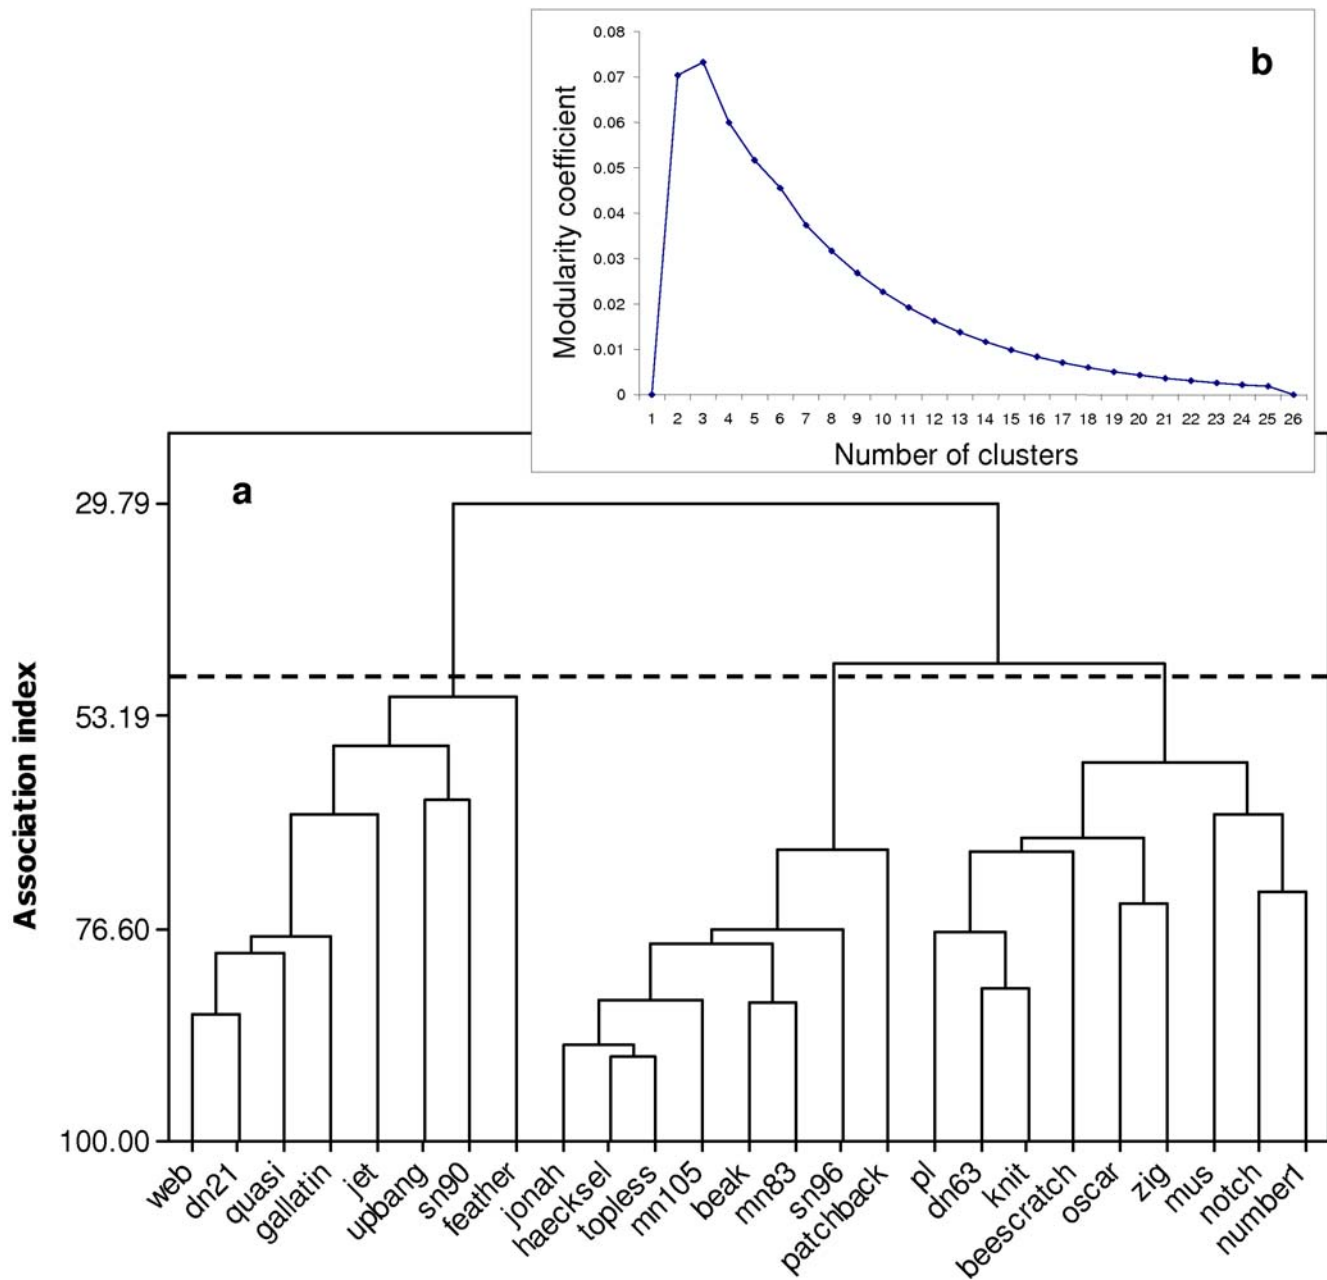 b
Modularity coefficient
0.08
0.07
0.06
0.05
0.04
0.03
0.02
0.01
0
1 2 3 4 5 6 7 8 9 10 11 12 13 14 15 16 17 18 19 20 21 22 23 24 25 26
Number of clusters
a
Association index
29.79
53.19
76.60
100.00
web dn21 quasi gallatin jet upbang sn90 feather jonah haecksel topless mn105 beak mn83 sn96 patchback pl dn63 knit beescratch oscar zig mus notch number1